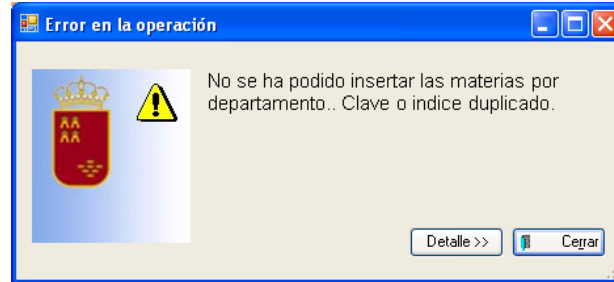 Error en la operación
No se ha podido insertar las materias por
departamento.. Clave o indice duplicado.
Detalle >>
Cerrar